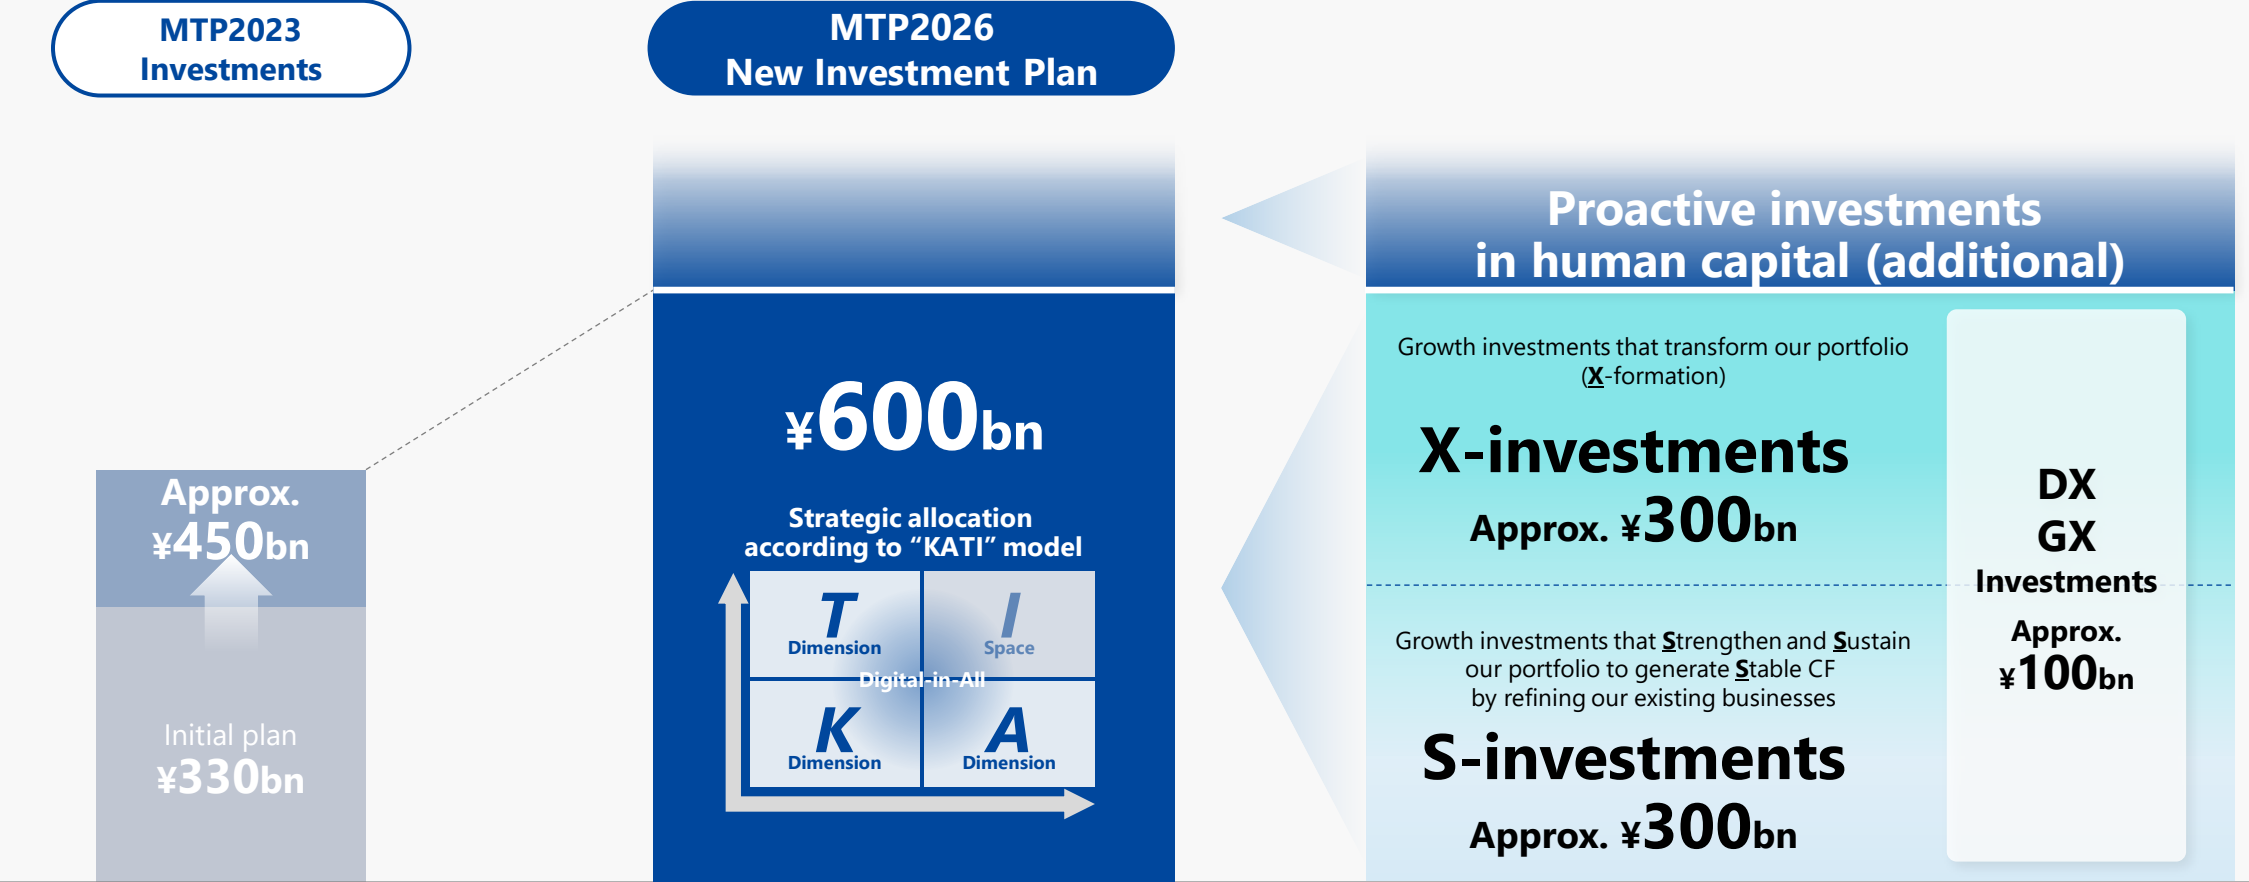 MTP2023
Investments
MTP2026
New Investment Plan
Approx.
¥450bn
Initial plan
¥330bn
¥600bn
Strategic allocation
according to “KATI” model
T
Dimension
I
Space
Digital-in-All
K
Dimension
A
Dimension
Proactive investments
in human capital (additional)
Growth investments that transform our portfolio
(X-formation)
X-investments
Approx. ¥300bn
Growth investments that Strengthen and Sustain
our portfolio to generate Stable CF
by refining our existing businesses
S-investments
Approx. ¥300bn
DX
GX
Investments
Approx.
¥100bn